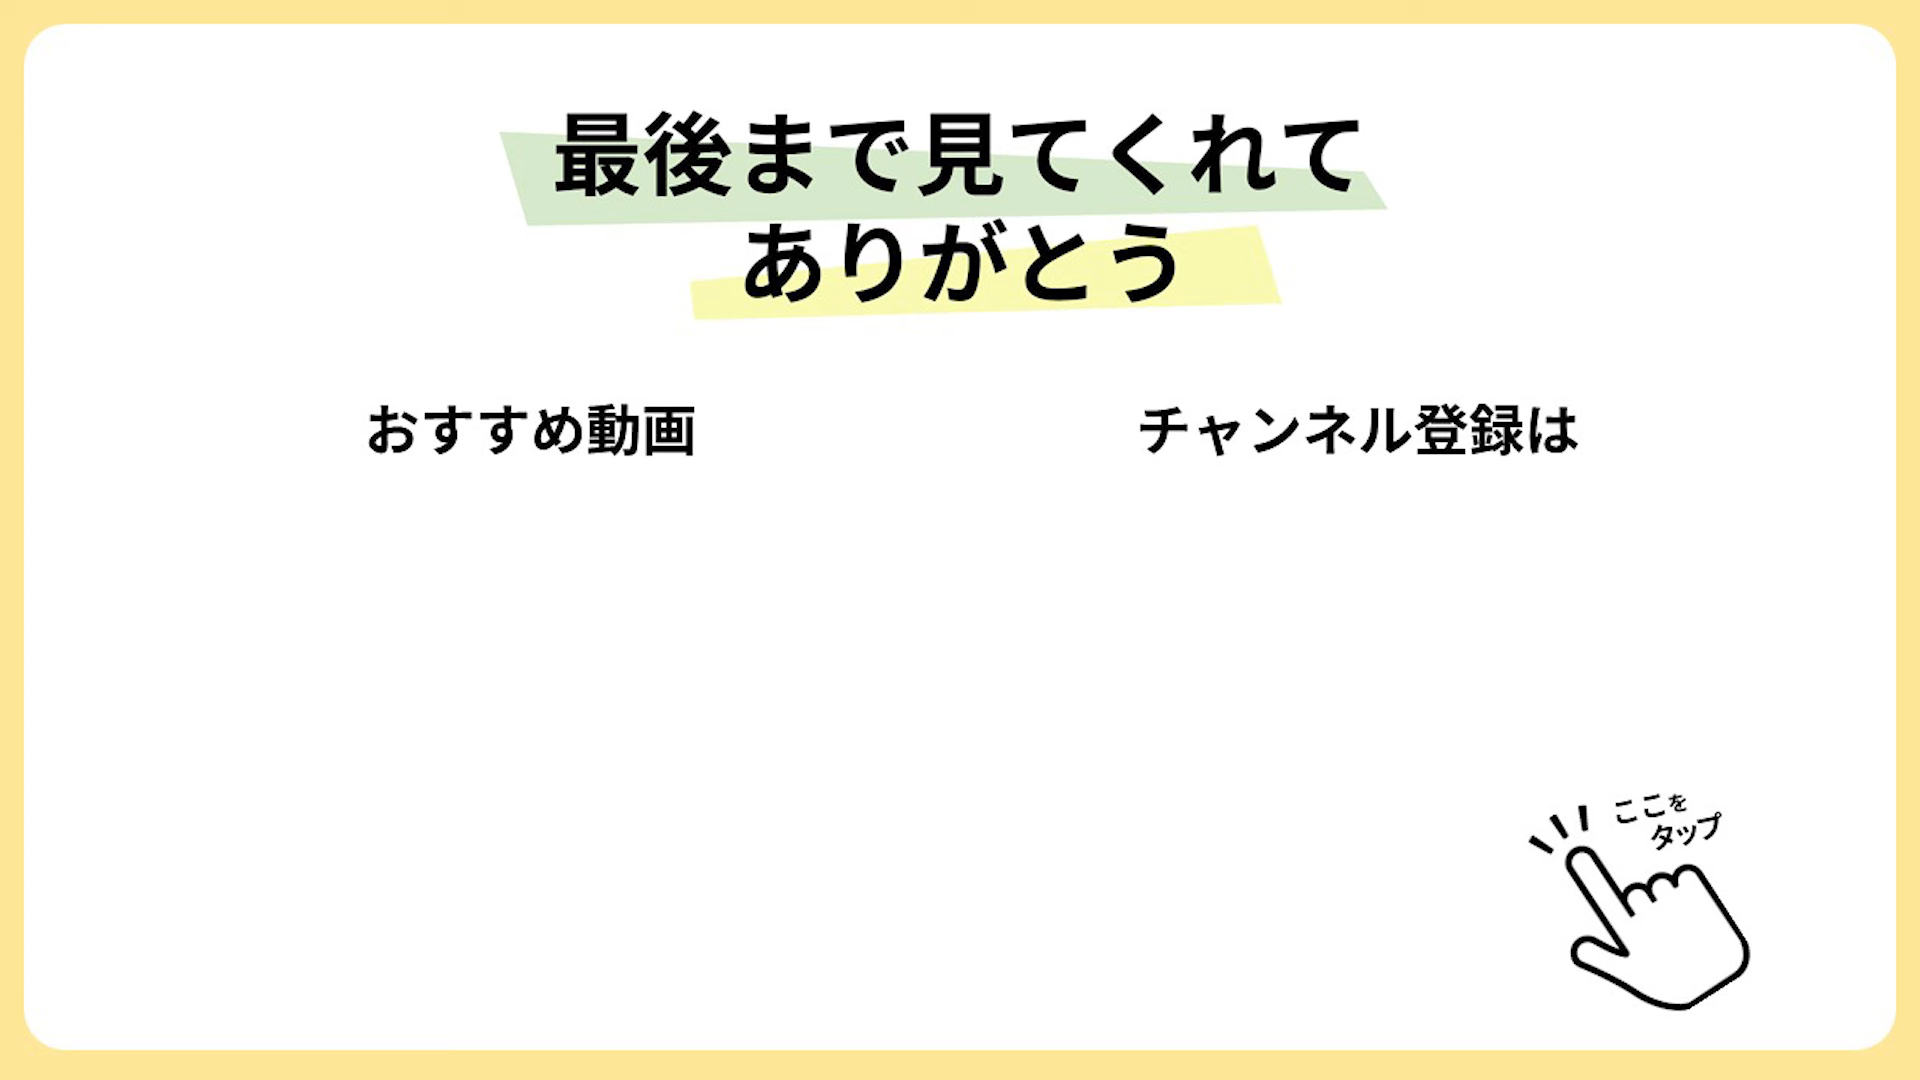 最後まで見てくれて
ありがとう
おすすめ動画
チャンネル登録は
ここを
タップ